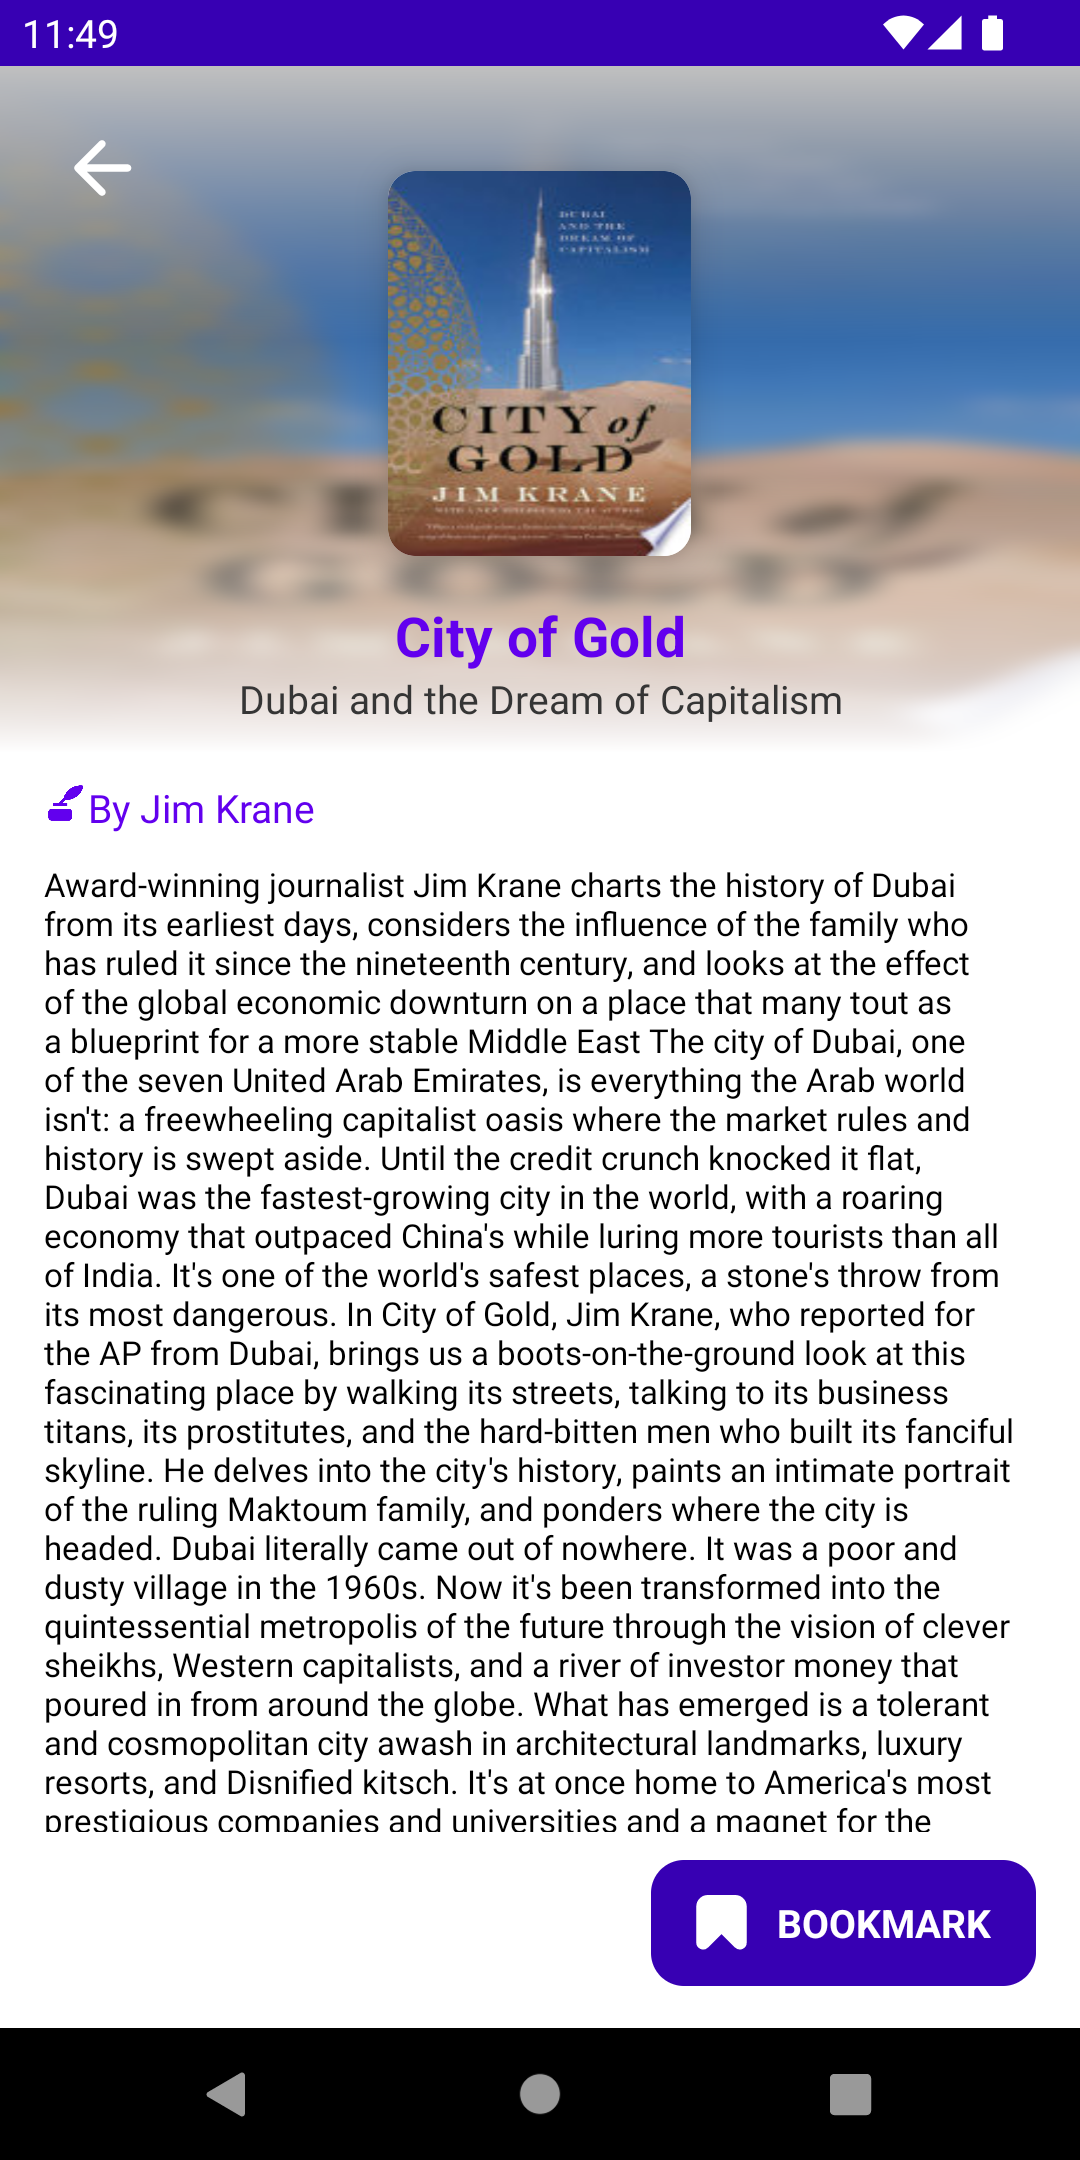 11:49
DUBAI
AND THE
DREAM OF
CAPITALISM
CITY of
GOLD
JIM KRANE
City of Gold
Dubai and the Dream of Capitalism
By Jim Krane
Award-winning journalist Jim Krane charts the history of Dubai
from its earliest days, considers the influence of the family who
has ruled it since the nineteenth century, and looks at the effect
of the global economic downturn on a place that many tout as
a blueprint for a more stable Middle East The city of Dubai, one
of the seven United Arab Emirates, is everything the Arab world
isn't: a freewheeling capitalist oasis where the market rules and
history is swept aside. Until the credit crunch knocked it flat,
Dubai was the fastest-growing city in the world, with a roaring
economy that outpaced China's while luring more tourists than all
of India. It's one of the world's safest places, a stone's throw from
its most dangerous. In City of Gold, Jim Krane, who reported for
the AP from Dubai, brings us a boots-on-the-ground look at this
fascinating place by walking its streets, talking to its business
titans, its prostitutes, and the hard-bitten men who built its fanciful
skyline. He delves into the city's history, paints an intimate portrait
of the ruling Maktoum family, and ponders where the city is
headed. Dubai literally came out of nowhere. It was a poor and
dusty village in the 1960s. Now it's been transformed into the
quintessential metropolis of the future through the vision of clever
sheikhs, Western capitalists, and a river of investor money that
poured in from around the globe. What has emerged is a tolerant
and cosmopolitan city awash in architectural landmarks, luxury
resorts, and Disnified kitsch. It's at once home to America's most
prestigious companies and universities and a magnet for the
BOOKMARK